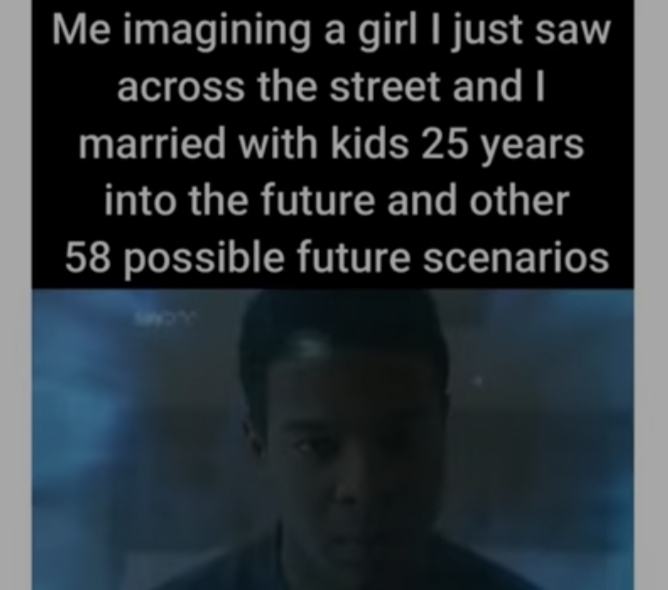 Me imagining a girl I just saw
across the street and I
married with kids 25 years
into the future and other
58 possible future scenarios